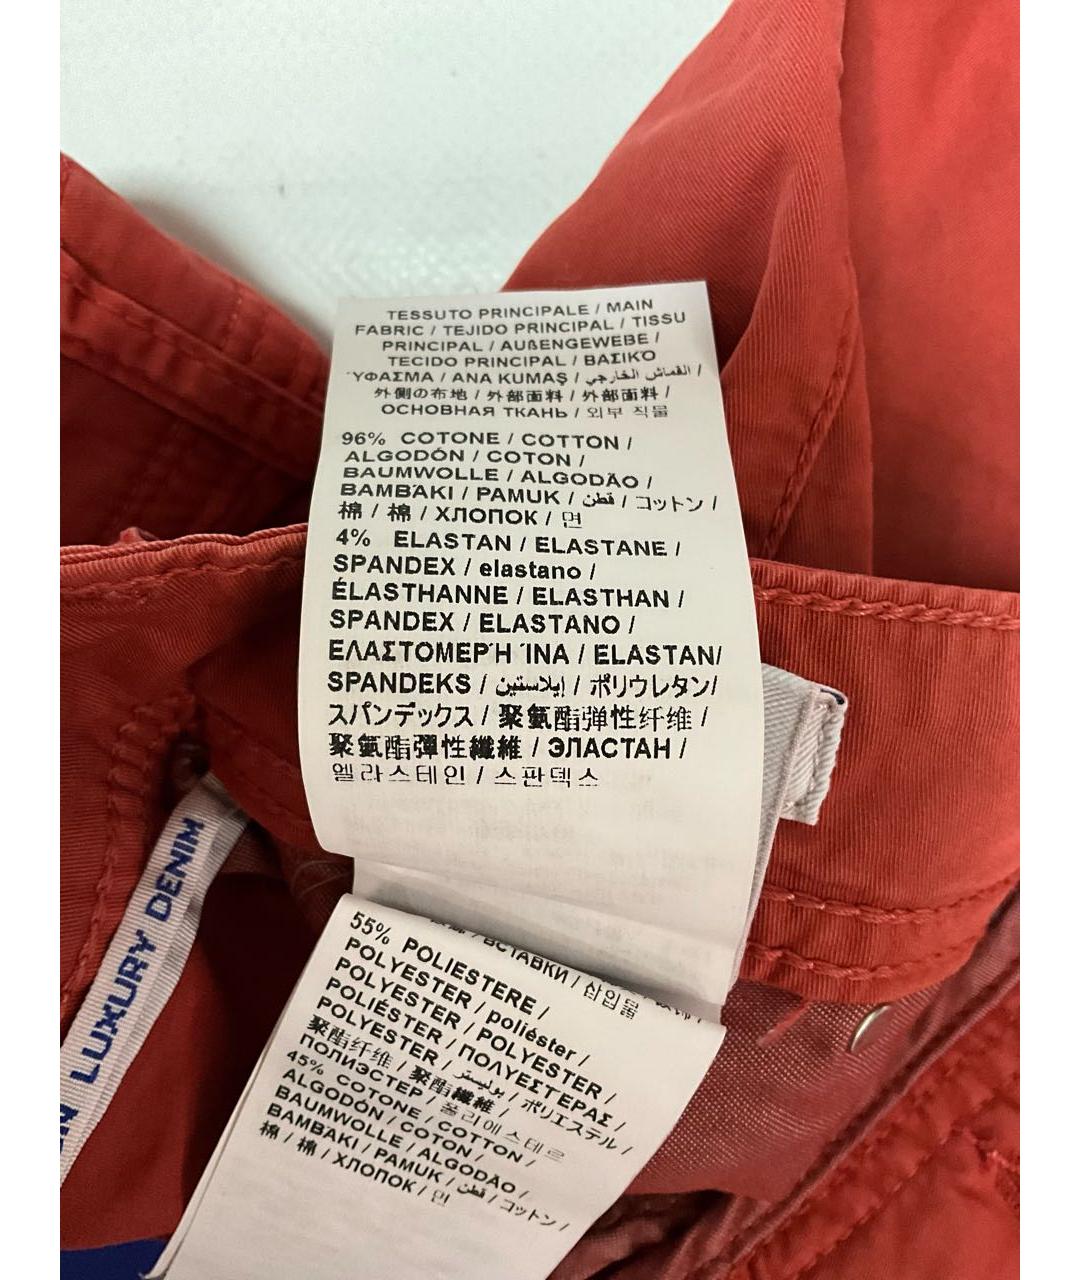 TESSUTO PRINCIPALE / MAIN
FABRIC / TEJIDO PRINCIPAL / TISSU
PRINCIPAL / AUßENGEWEBE /
TECIDO PRINCIPAL / ΒΑΣΙΚΌ
ΎΦΑΣΜΑ / ANA KUMAŞ / القماش الخارجي /
外側の布地 / 外部面料 / 外部面料 /
ОСНОВНАЯ ТКАНЬ / 외부 직물
96% COTONE / COTTON /
ALGODÓN / COTON /
BAUMWOLLE / ALGODÃO /
ΒΑΜΒΆΚΙ / PAMUK / قطن / コットン /
棉 / 棉 / ХЛОПОК / 면
4% ELASTAN / ELASTANE /
SPANDEX / elastano /
ÉLASTHANNE / ELASTHAN /
SPANDEX / ELASTANO /
ΕΛΑΣΤΟΜΕΡΉ ΊΝΑ / ELASTAN/
SPANDEKS / إيلاستين / ポリウレタン/
スパンデックス / 聚氨酯弹性纤维 /
聚氨酯彈性纖維 / ЭЛАСТАН /
엘라스테인 / 스판덱스
/ ВСТАВКИ / 삽입물
55% POLIESTERE /
POLYESTER / poliéster /
POLYESTER / POLYESTER /
POLIÉSTER / ΠΟΛΥΕΣΤΕΡΑΣ /
POLYESTER / بوليستر / ポリエステル /
聚酯纤维 / 聚酯纖維 /
ПОЛИЭСТЕР / 폴리에스테르
45% COTONE / COTTON /
ALGODÓN / COTON /
BAUMWOLLE / ALGODÃO /
ΒΑΜΒΆΚΙ / PAMUK / قطن / コットン /
棉 / 棉 / ХЛОПОК / 면
LUXURY DENIM